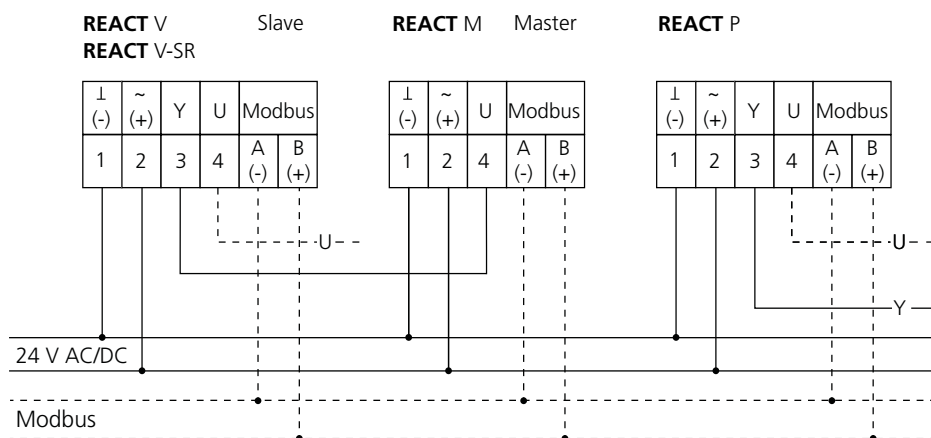 REACT V Slave REACT M Master REACT P
REACT V-SR
⊥ ~ Y U Modbus ⊥ ~ U Modbus ⊥ ~ Y U Modbus
(-) (+) (-) (+) (-) (+)
1 2 3 4 A B 1 2 4 A B 1 2 3 4 A B
(-) (+) (-) (+) (-) (+)
U U
Y
24 V AC/DC
Modbus